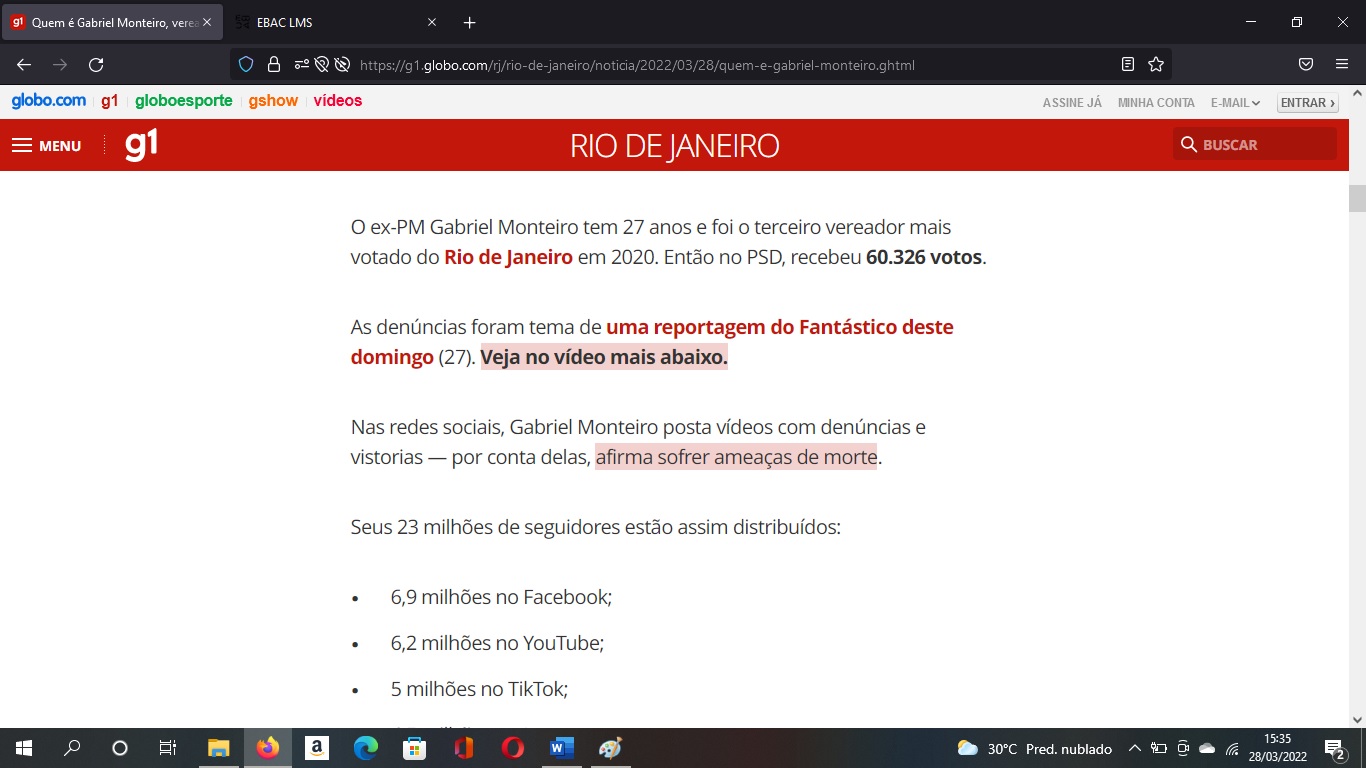 Quem é Gabriel Monteiro, verea
EBAC LMS
https://g1.globo.com/rj/rio-de-janeiro/noticia/2022/03/28/quem-e-gabriel-monteiro.ghtml
globo.com g1 globoesporte gshow vídeos ASSINE JÁ MINHA CONTA E-MAIL ENTRAR ›
MENU g1 RIO DE JANEIRO BUSCAR
O ex-PM Gabriel Monteiro tem 27 anos e foi o terceiro vereador mais
votado do Rio de Janeiro em 2020. Então no PSD, recebeu 60.326 votos.
As denúncias foram tema de uma reportagem do Fantástico deste
domingo (27). Veja no vídeo mais abaixo.
Nas redes sociais, Gabriel Monteiro posta vídeos com denúncias e
vistorias — por conta delas, afirma sofrer ameaças de morte.
Seus 23 milhões de seguidores estão assim distribuídos:
• 6,9 milhões no Facebook;
• 6,2 milhões no YouTube;
• 5 milhões no TikTok;
30°C Pred. nublado
15:35
28/03/2022
2